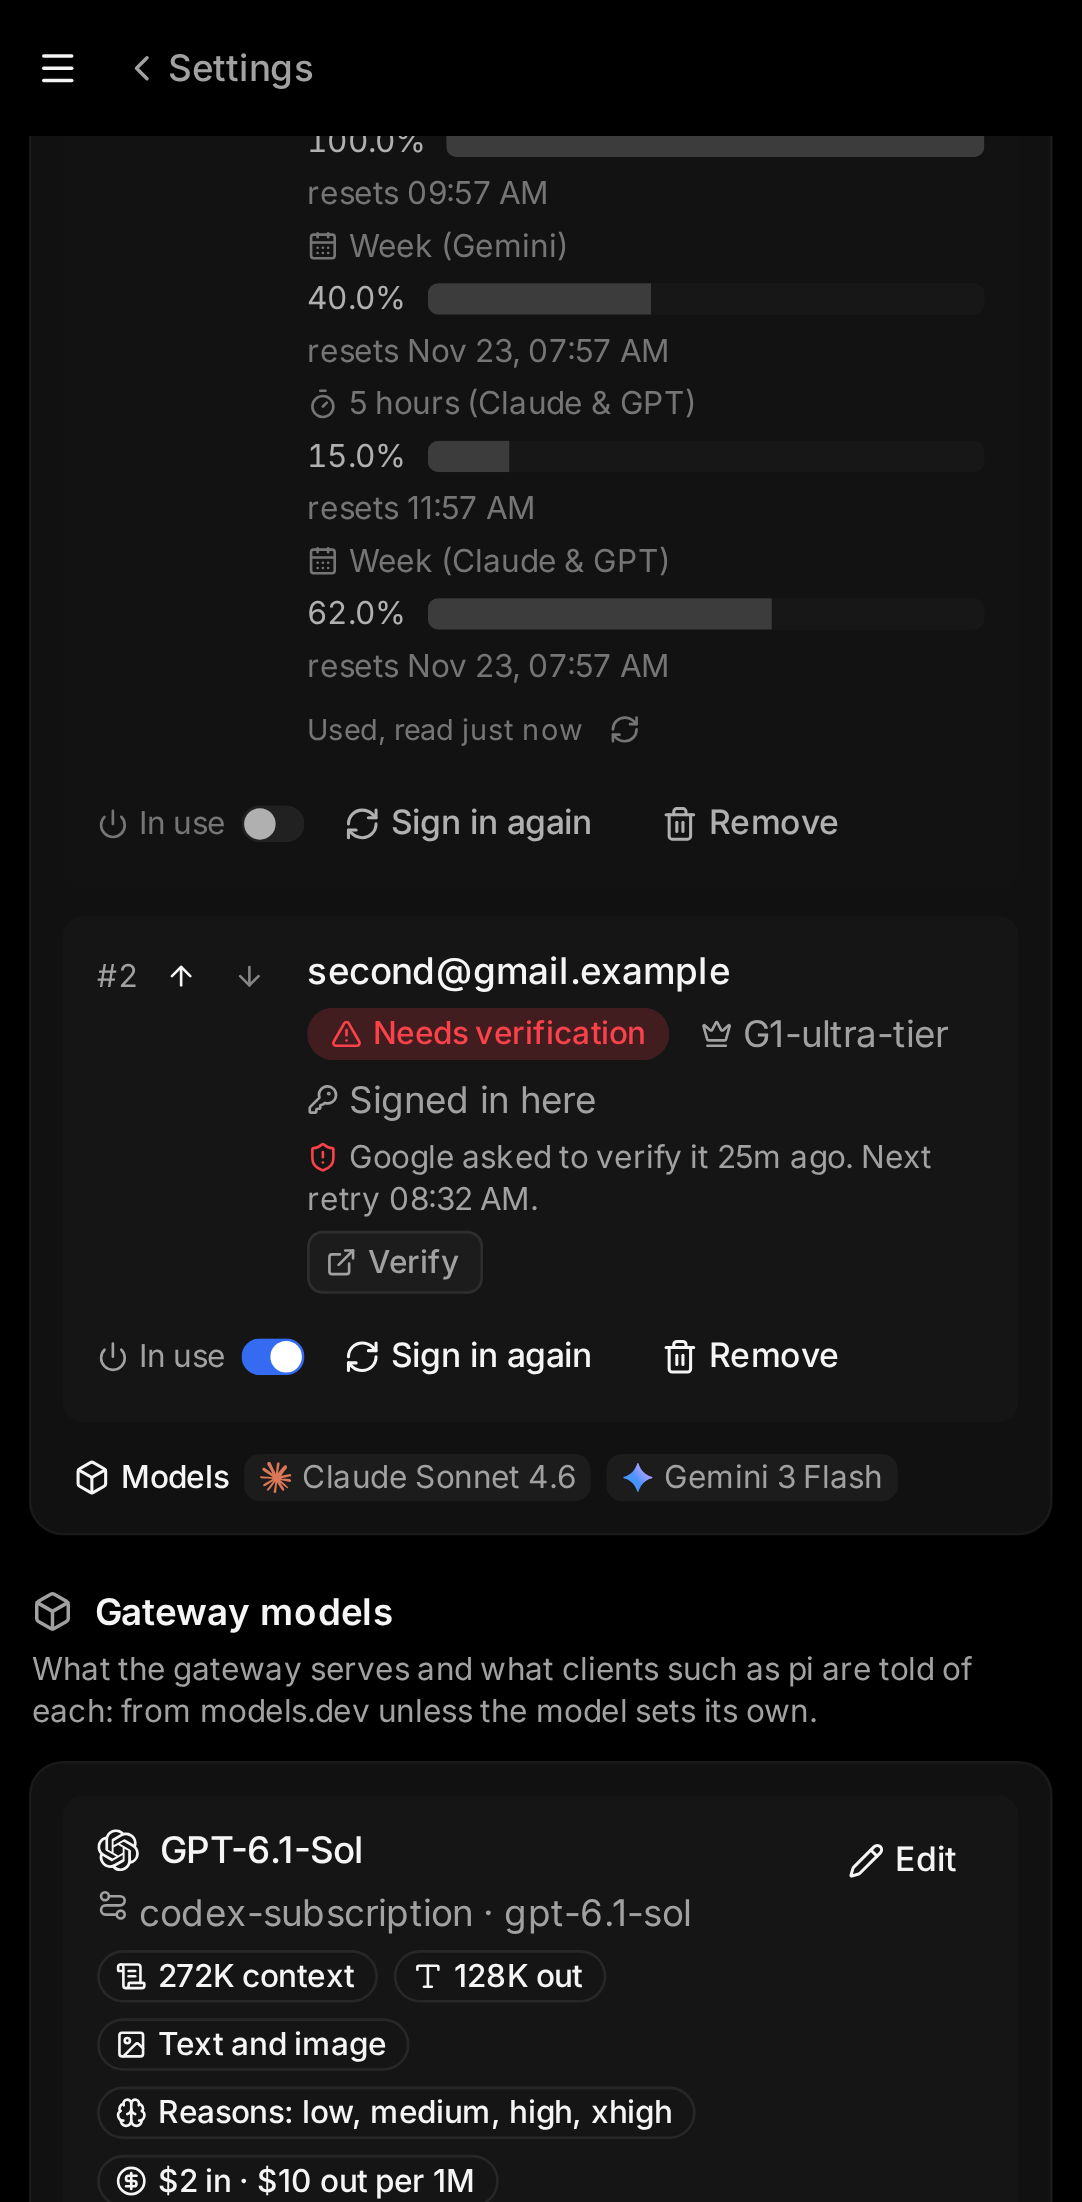 Settings
100.0%
resets 09:57 AM
Week (Gemini)
40.0%
resets Nov 23, 07:57 AM
5 hours (Claude & GPT)
15.0%
resets 11:57 AM
Week (Claude & GPT)
62.0%
resets Nov 23, 07:57 AM
Used, read just now
In use Sign in again Remove
#2 second@gmail.example
Needs verification G1-ultra-tier
Signed in here
Google asked to verify it 25m ago. Next
retry 08:32 AM.
Verify
In use Sign in again Remove
Models Claude Sonnet 4.6 Gemini 3 Flash
Gateway models
What the gateway serves and what clients such as pi are told of
each: from models.dev unless the model sets its own.
GPT-6.1-Sol Edit
codex-subscription · gpt-6.1-sol
272K context 128K out
Text and image
Reasons: low, medium, high, xhigh
$2 in · $10 out per 1M